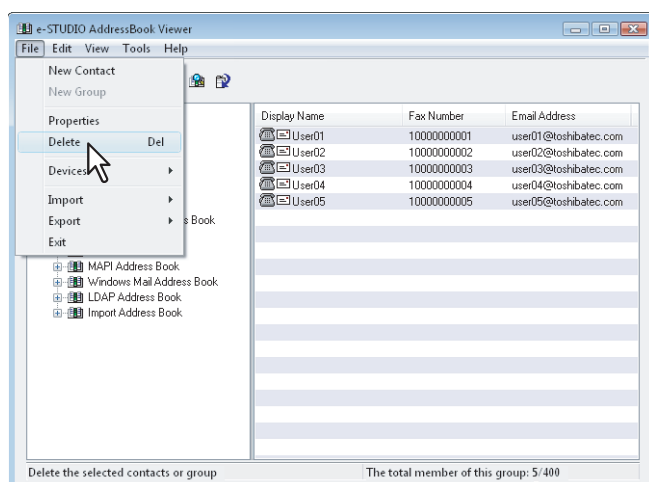 e-STUDIO AddressBook Viewer
File Edit View Tools Help
New Contact
New Group
Properties
Delete Del
Devices
Import
Export
Exit
s Book
MAPI Address Book
Windows Mail Address Book
LDAP Address Book
Import Address Book
Display Name Fax Number Email Address
User01 10000000001 user01@toshibatec.com
User02 10000000002 user02@toshibatec.com
User03 10000000003 user03@toshibatec.com
User04 10000000004 user04@toshibatec.com
User05 10000000005 user05@toshibatec.com
Delete the selected contacts or group The total member of this group: 5/400